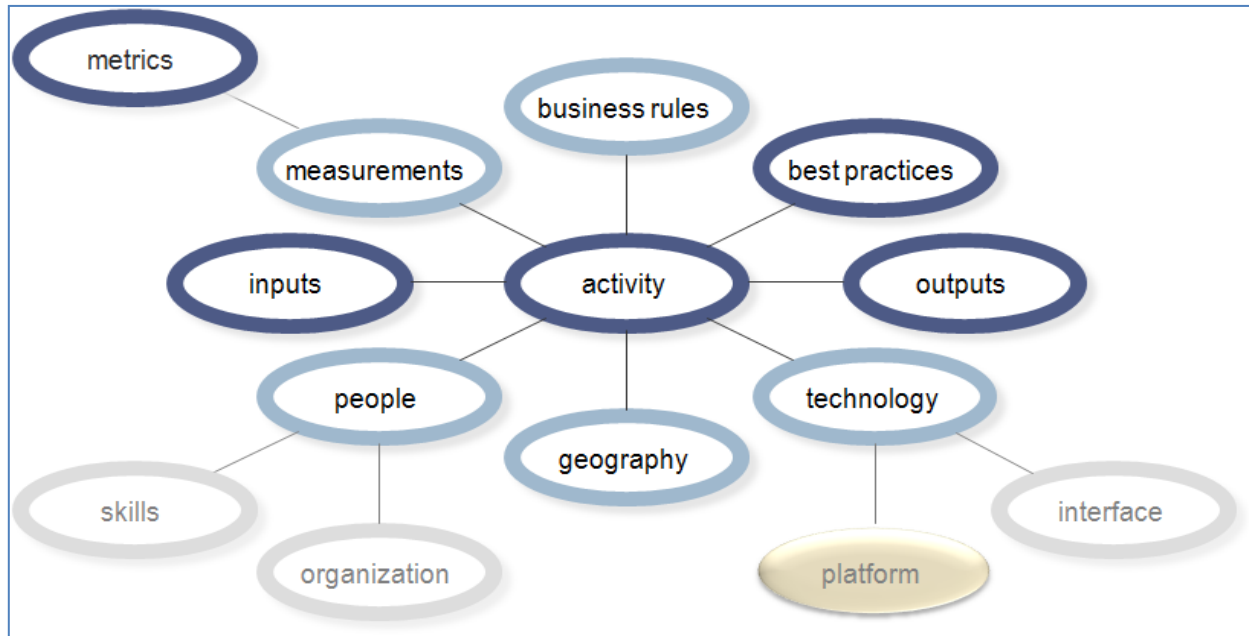 metrics
business rules
measurements
best practices
inputs
activity
outputs
people
technology
geography
skills
interface
organization
platform